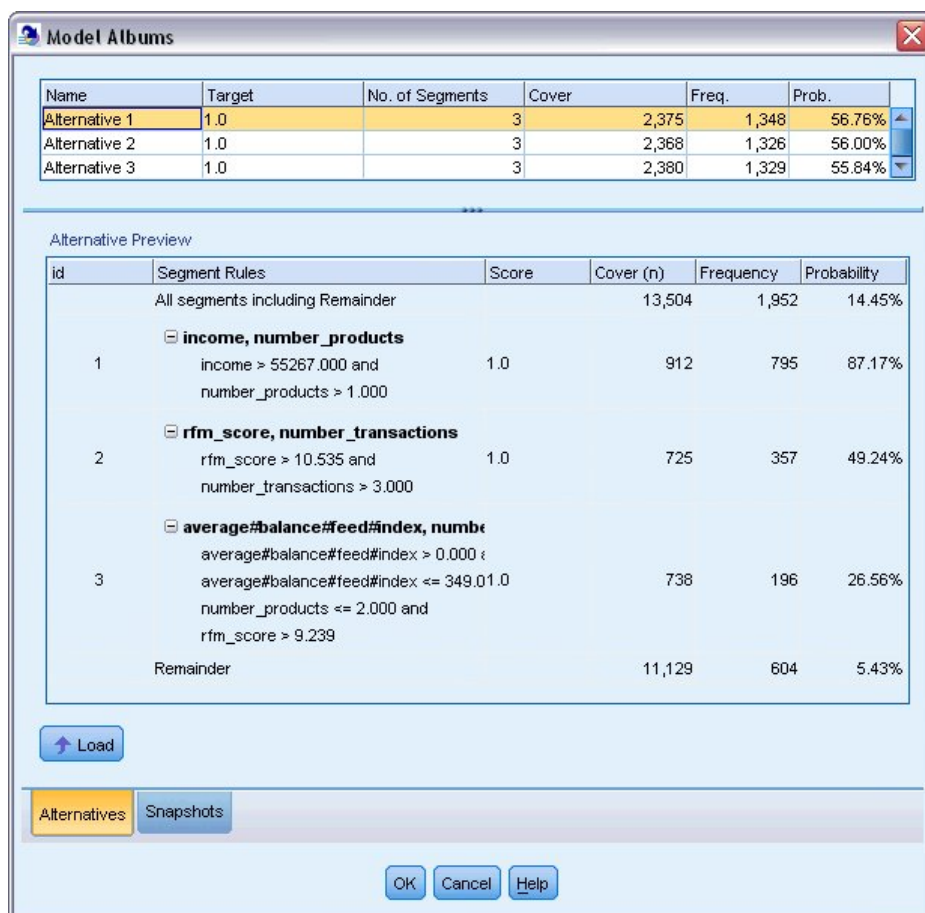 Model Albums
Name Target No. of Segments Cover Freq. Prob.
Alternative 1 1.0 3 2,375 1,348 56.76%
Alternative 2 1.0 3 2,368 1,326 56.00%
Alternative 3 1.0 3 2,380 1,329 55.84%
Alternative Preview
id Segment Rules Score Cover (n) Frequency Probability
All segments including Remainder 13,504 1,952 14.45%
income, number_products
income > 55267.000 and
1 1.0 912 795 87.17%
number_products > 1.000
rfm_score, number_transactions
rfm_score > 10.535 and
2 1.0 725 357 49.24%
number_transactions > 3.000
average#balance#feed#index, numbe
average#balance#feed#index > 0.000
average#balance#feed#index <= 349.0
3 1.0 738 196 26.56%
number_products <= 2.000 and
rfm_score > 9.239
Remainder 11,129 604 5.43%
Load
Alternatives Snapshots
OK Cancel Help